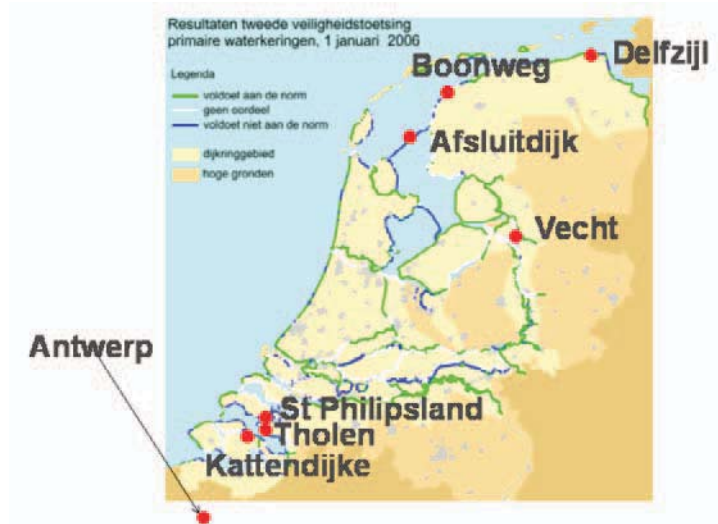 Resultaten tweede veiligheidstoetsing
primaire waterkeringen, 1 januari 2006
Legenda
voldoet aan de norm
geen oordeel
voldoet niet aan de norm
dijkringgebied
hoge gronden
Boonweg
Delfzijl
Afsluitdijk
Vecht
Antwerp
St Philipsland
Tholen
Kattendijke